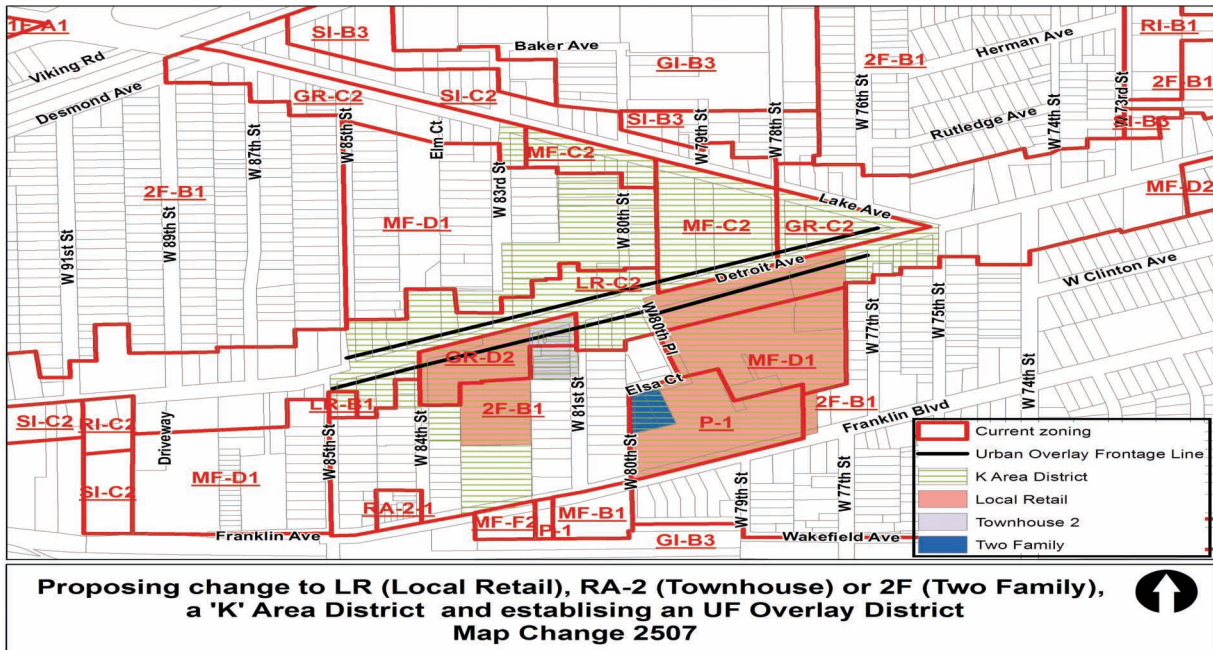 1F-A1
SI-B3
Baker Ave
GI-B3
2F-B1
Herman Ave
RI-B1
Viking Rd
Desmond Ave
GR-C2
SI-C2
SI-B3
W 79th St
W 78th St
W 76th St
Rutledge Ave
W 74th St
W 73rd St
2F-B1
I-B3
W 91st St
2F-B1
W 89th St
W 87th St
W 85th St
Elm Ct
MF-D1
W 83rd St
MF-C2
W 80th St
MF-C2
GR-C2
Lake Ave
MF-D2
Detroit Ave
LR-C2
W Clinton Ave
W 80th Pl
W 77th St
W 75th St
GR-D2
MF-D1
LR-B1
2F-B1
W 81st St
Elsa Ct
P-1
2F-B1
W 74th St
Franklin Blvd
SI-C2
RI-C2
Driveway
SI-C2
MF-D1
W 85th St
W 84th St
RA-2-1
Franklin Ave
MF-F2
P-1
MF-B1
W 80th St
GI-B3
W 79th St
W 77th St
Wakefield Ave
Current zoning
Urban Overlay Frontage Line
K Area District
Local Retail
Townhouse 2
Two Family
Proposing change to LR (Local Retail), RA-2 (Townhouse) or 2F (Two Family),
a 'K' Area District and establising an UF Overlay District
Map Change 2507